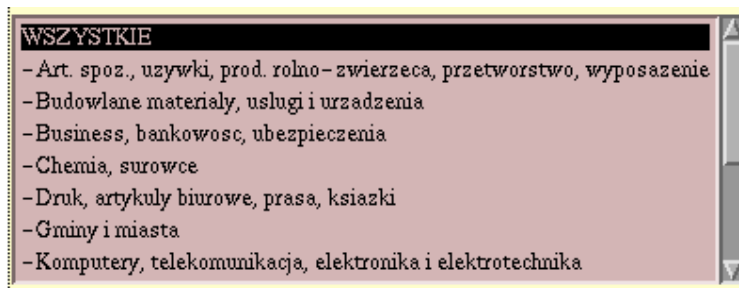 WSZYSTKIE
-Art. spoz., uzywki, prod. rolno-zwierzeca, przetworstwo, wyposazenie
-Budowlane materialy, uslugi i urzadzenia
-Business, bankowosc, ubezpieczenia
-Chemia, surowce
-Druk, artykuly biurowe, prasa, ksiazki
-Gminy i miasta
-Komputery, telekomunikacja, elektronika i elektrotechnika